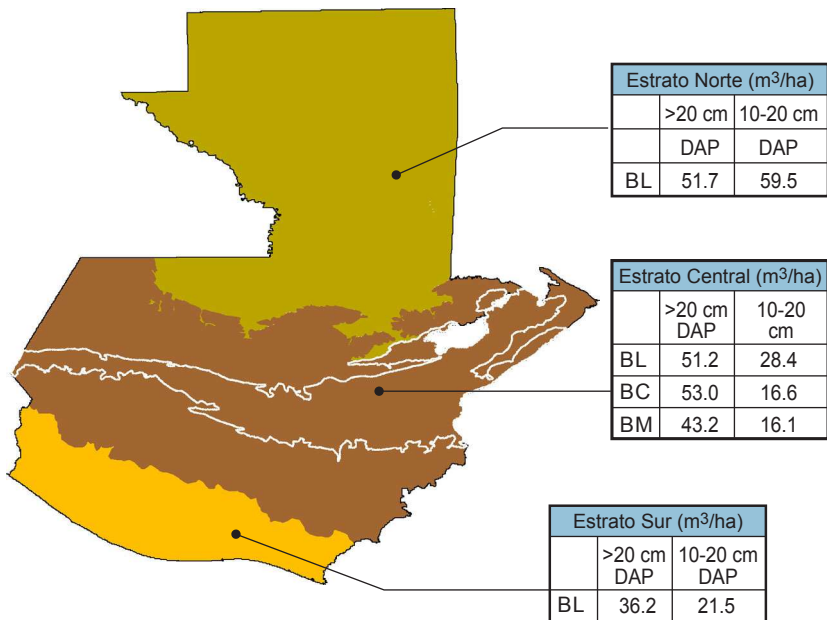 Estrato Norte (m³/ha)
>20 cm 10-20 cm
DAP DAP
BL 51.7 59.5
Estrato Central (m³/ha)
>20 cm 10-20
DAP cm
BL 51.2 28.4
BC 53.0 16.6
BM 43.2 16.1
Estrato Sur (m³/ha)
>20 cm 10-20 cm
DAP DAP
BL 36.2 21.5